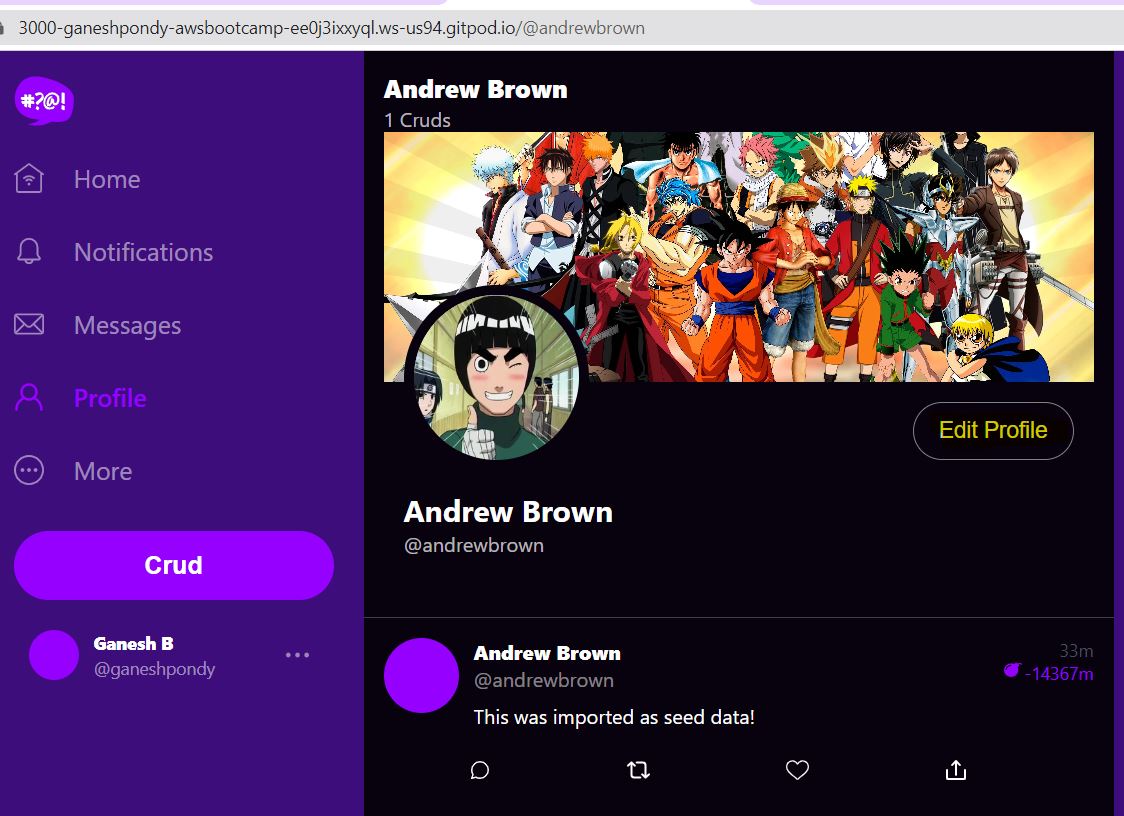 3000-ganeshpondy-awsbootcamp-ee0j3ixxyql.ws-us94.gitpod.io/@andrewbrown
#?@!
Home
Notifications
Messages
Profile
More
Crud
Ganesh B
@ganeshpondy
Andrew Brown
1 Cruds
Edit Profile
Andrew Brown
@andrewbrown
Andrew Brown
33m
@andrewbrown
-14367m
This was imported as seed data!